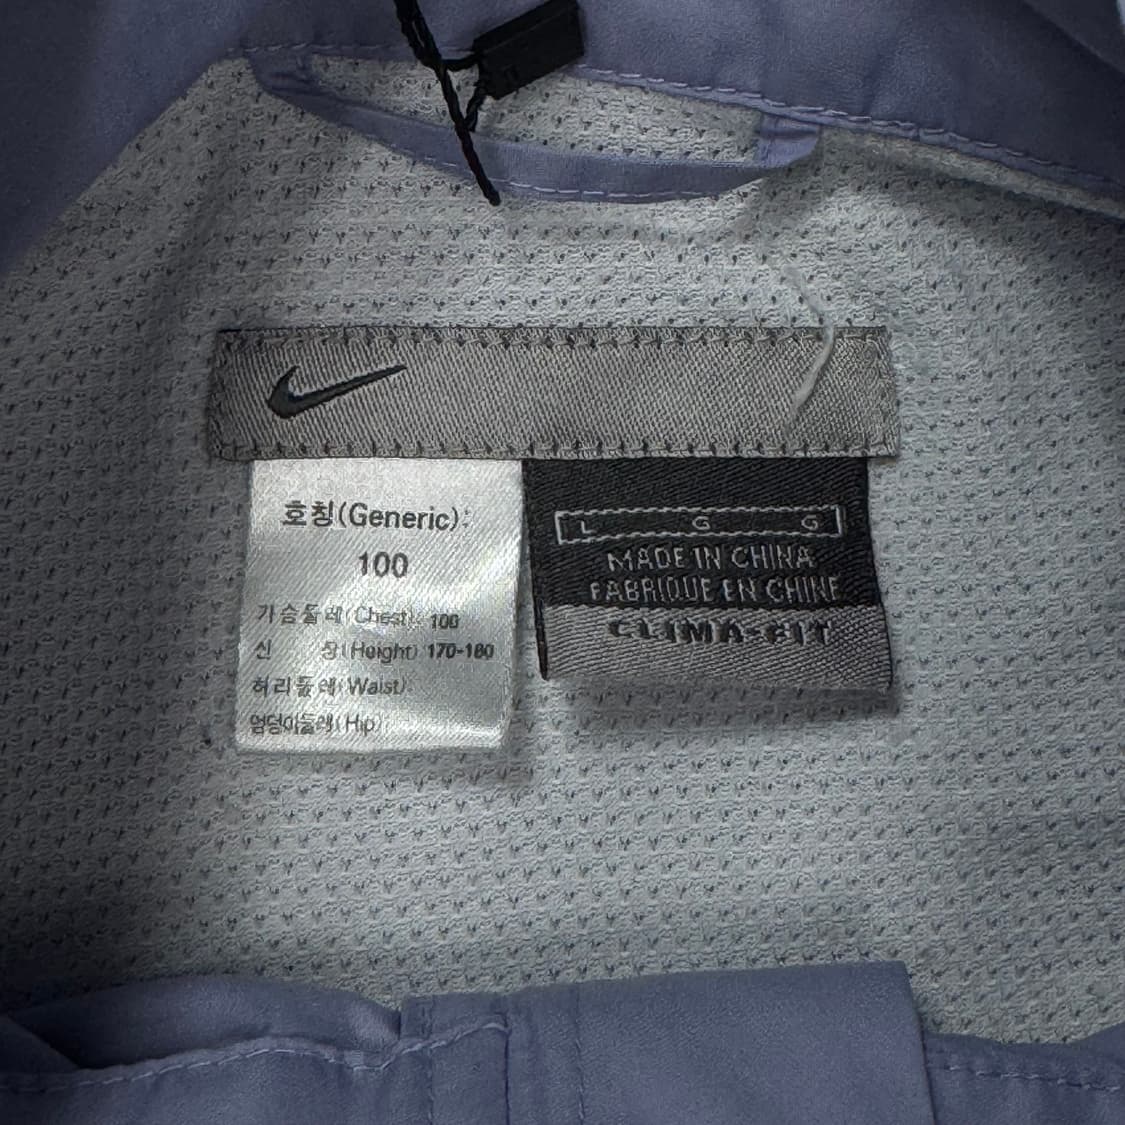 호칭(Generic):
100
가슴둘레(Chest): 100
신 장(Height) 170-180
허리둘레(Waist):
엉덩이둘레(Hip)
L G G
MADE IN CHINA
FABRIQUE EN CHINE
CLIMA-FIT